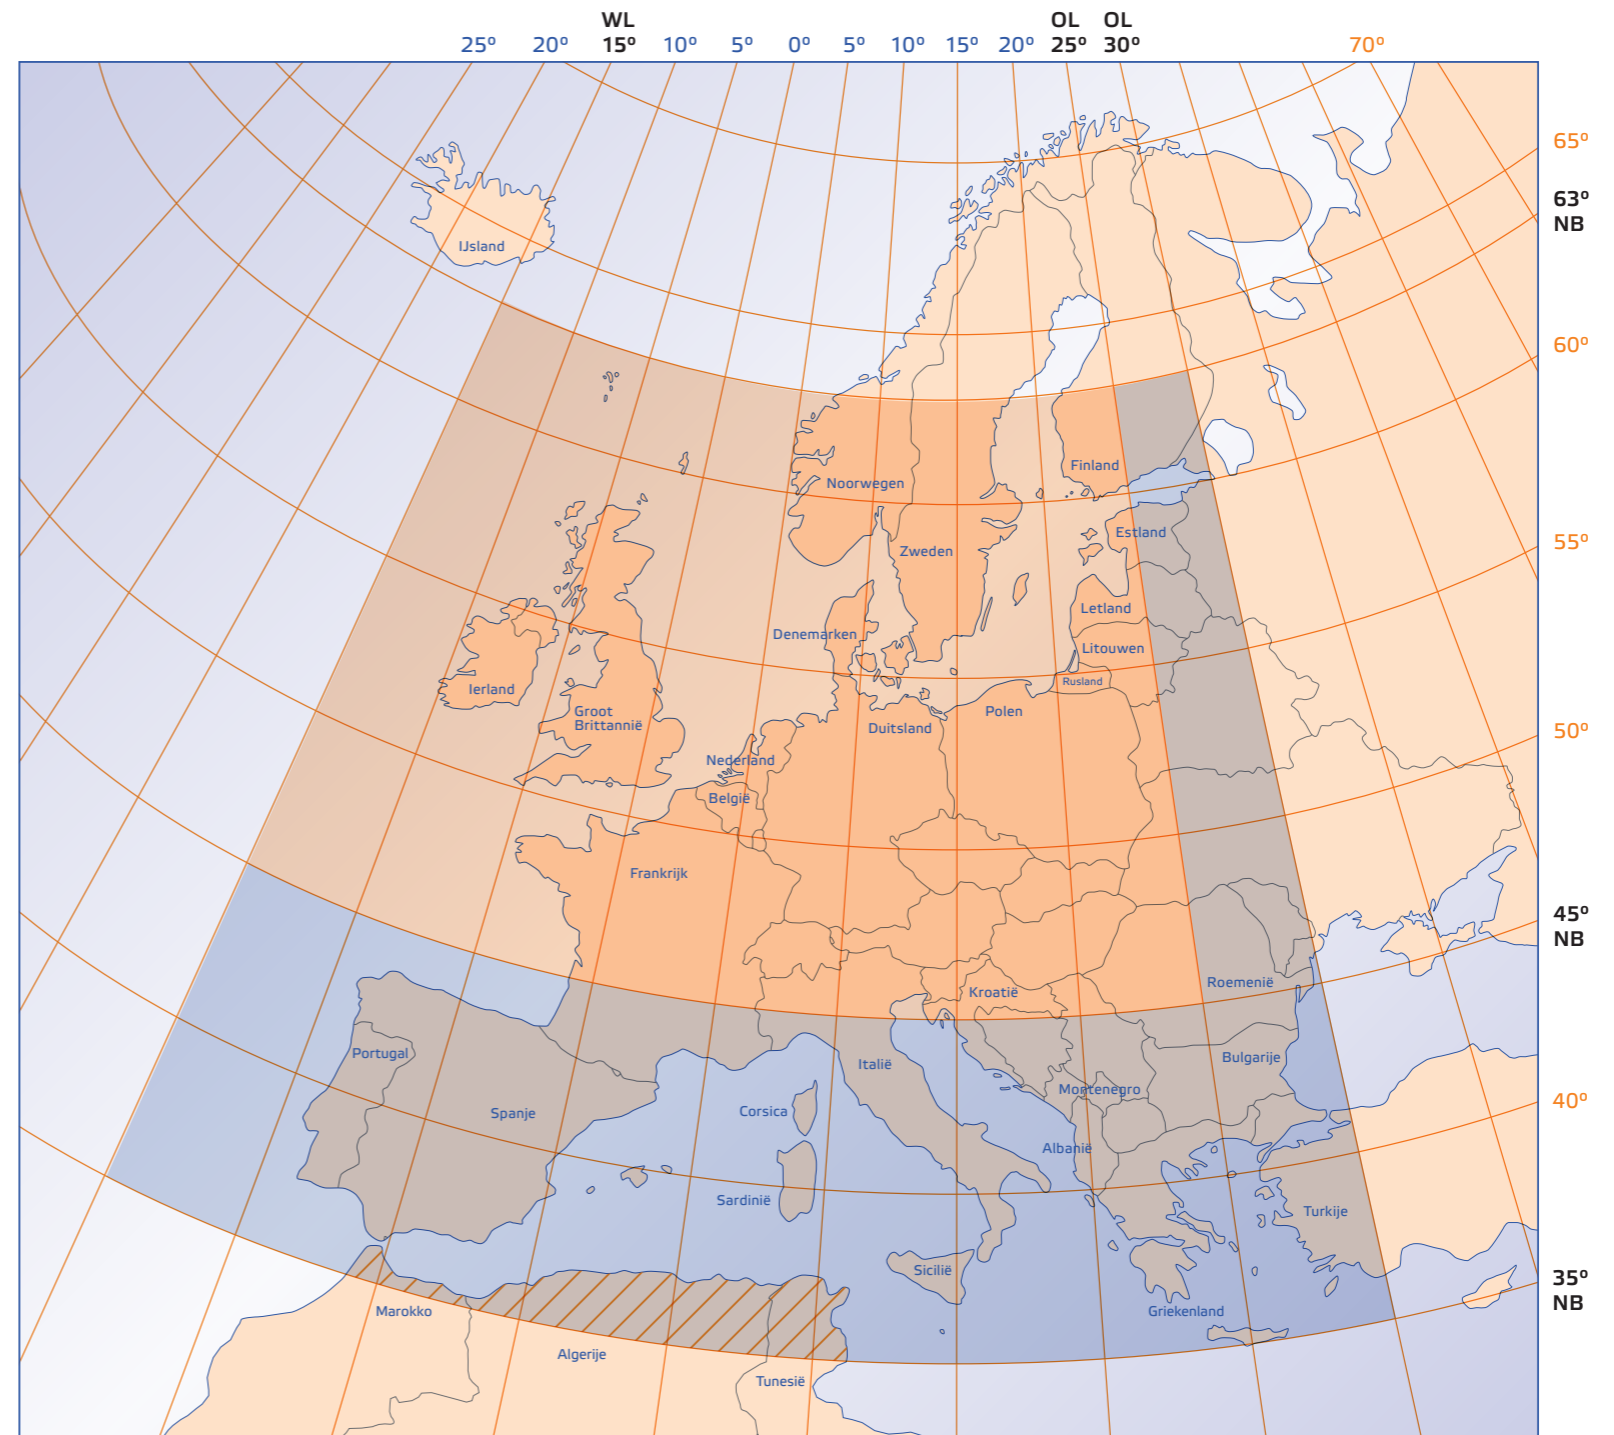 WL OL OL
25º 20º 15º 10º 5º 0º 5º 10º 15º 20º 25º 30º 70º
65º
63º
NB
60º
55º
50º
45º
NB
40º
35º
NB
IJsland
Finland
Noorwegen
Estland
Zweden
Letland
Denemarken
Litouwen
Rusland
Ierland
Groot
Brittannië
Polen
Duitsland
Nederland
België
Frankrijk
Roemenië
Kroatië
Portugal
Italië
Bulgarije
Montenegro
Spanje
Corsica
Albanië
Sardinië
Turkije
Sicilië
Marokko
Griekenland
Algerije
Tunesië